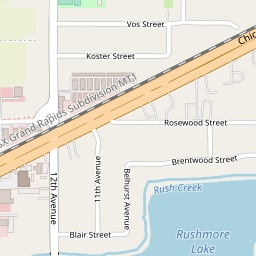 Vos Street
Chic
Koster Street
SX Grand Rapids Subdivision MT1
Rosewood Street
Brentwood Street
12th Avenue
11th Avenue
Belhurst Avenue
Rush Creek
Blair Street
Rushmore
Lake